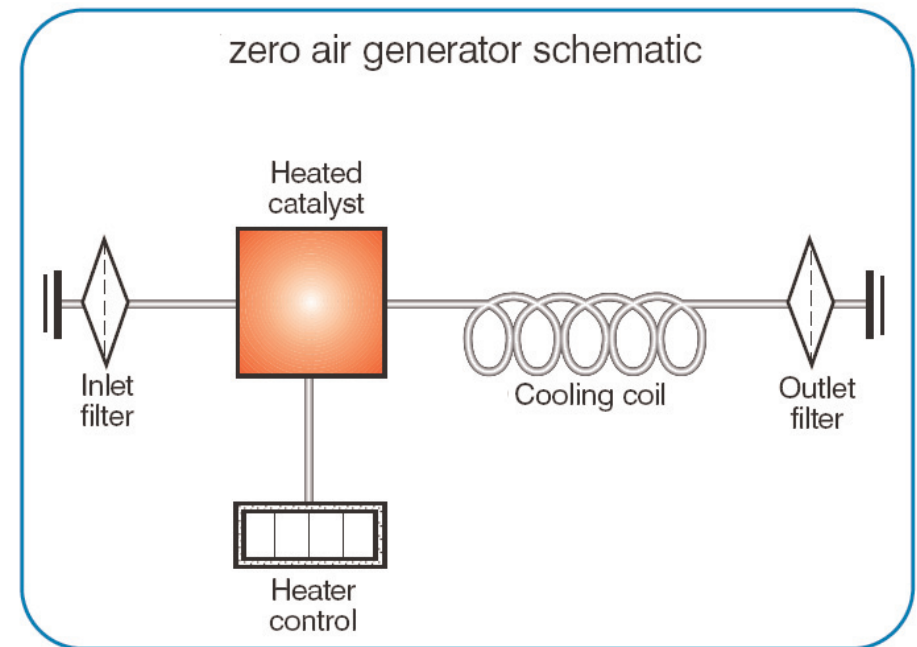 zero air generator schematic
Heated
catalyst
Inlet
filter
Cooling coil
Outlet
filter
Heater
control